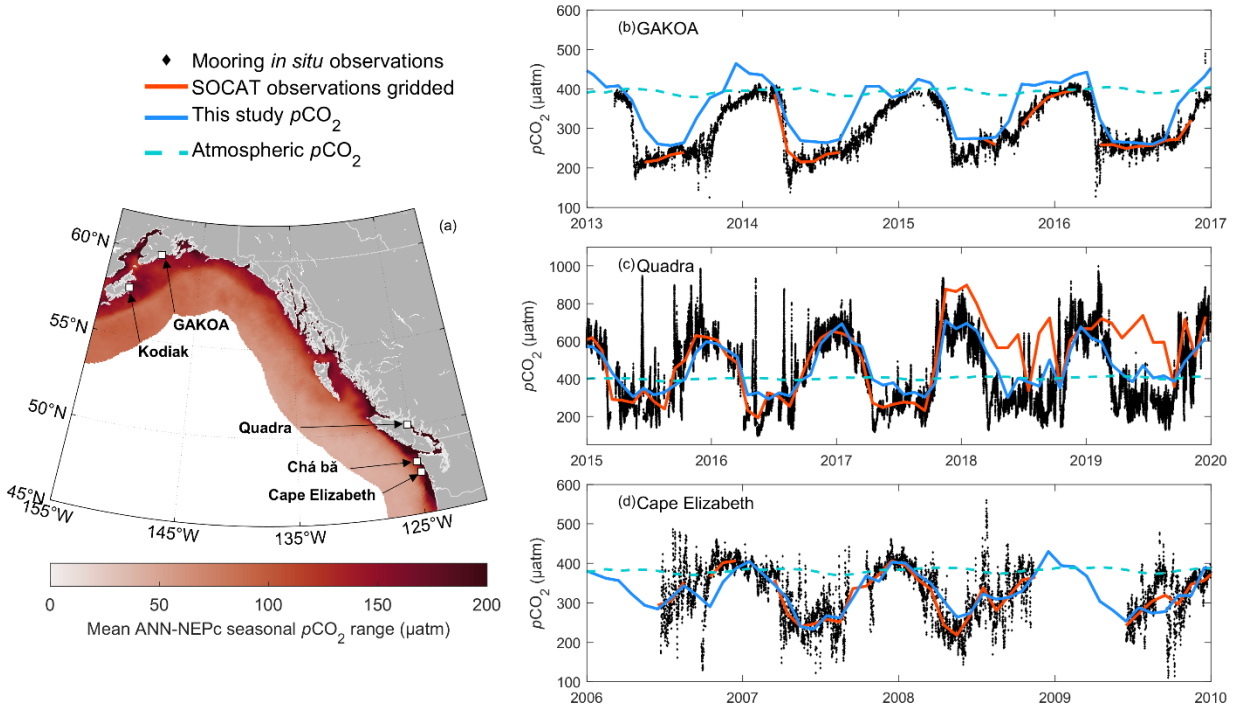 Mooring in situ observations
SOCAT observations gridded
This study pCO₂
Atmospheric pCO₂
(a)
60°N
55°N
50°N
45°N
155°W
145°W
135°W
125°W
GAKOA
Kodiak
Quadra
Chá bă
Cape Elizabeth
0 50 100 150 200
Mean ANN-NEPc seasonal pCO₂ range (µatm)
(b) GAKOA
pCO₂ (µatm)
600
500
400
300
200
100
2013 2014 2015 2016 2017
(c) Quadra
pCO₂ (µatm)
1000
800
600
400
200
2015 2016 2017 2018 2019 2020
(d) Cape Elizabeth
pCO₂ (µatm)
600
500
400
300
200
100
2006 2007 2008 2009 2010